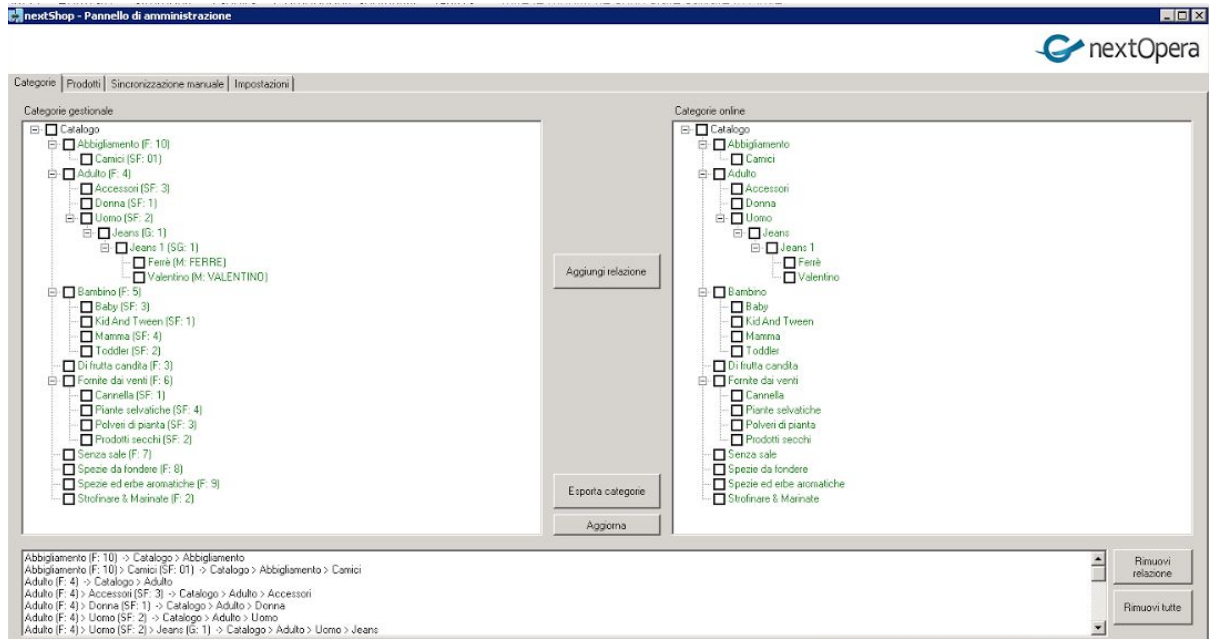 nextShop - Pannello di amministrazione
nextOpera
Categorie Prodotti Sincronizzazione manuale Impostazioni
Categorie gestionale
Catalogo
Abbigliamento (F: 10)
Camici (SF: 01)
Adulto (F: 4)
Accessori (SF: 3)
Donna (SF: 1)
Uomo (SF: 2)
Jeans (G: 1)
Jeans 1 (SG: 1)
Ferrè (M: FERRE)
Valentino (M: VALENTINO)
Bambino (F: 5)
Baby (SF: 3)
Kid And Tween (SF: 1)
Mamma (SF: 4)
Toddler (SF: 2)
Di frutta candita (F: 3)
Fornite dai venti (F: 6)
Cannella (SF: 1)
Piante selvatiche (SF: 4)
Polveri di pianta (SF: 3)
Prodotti secchi (SF: 2)
Senza sale (F: 7)
Spezie da fondere (F: 8)
Spezie ed erbe aromatiche (F: 9)
Strofinare & Marinate (F: 2)
Aggiungi relazione
Esporta categorie
Aggiorna
Categorie online
Catalogo
Abbigliamento
Camici
Adulto
Accessori
Donna
Uomo
Jeans
Jeans 1
Ferrè
Valentino
Bambino
Baby
Kid And Tween
Mamma
Toddler
Di frutta candita
Fornite dai venti
Cannella
Piante selvatiche
Polveri di pianta
Prodotti secchi
Senza sale
Spezie da fondere
Spezie ed erbe aromatiche
Strofinare & Marinate
Abbigliamento (F: 10) -> Catalogo > Abbigliamento
Abbigliamento (F: 10) > Camici (SF: 01) -> Catalogo > Abbigliamento > Camici
Adulto (F: 4) -> Catalogo > Adulto
Adulto (F: 4) > Accessori (SF: 3) -> Catalogo > Adulto > Accessori
Adulto (F: 4) > Donna (SF: 1) -> Catalogo > Adulto > Donna
Adulto (F: 4) > Uomo (SF: 2) -> Catalogo > Adulto > Uomo
Adulto (F: 4) > Uomo (SF: 2) > Jeans (G: 1) -> Catalogo > Adulto > Uomo > Jeans
Rimuovi
relazione
Rimuovi tutte